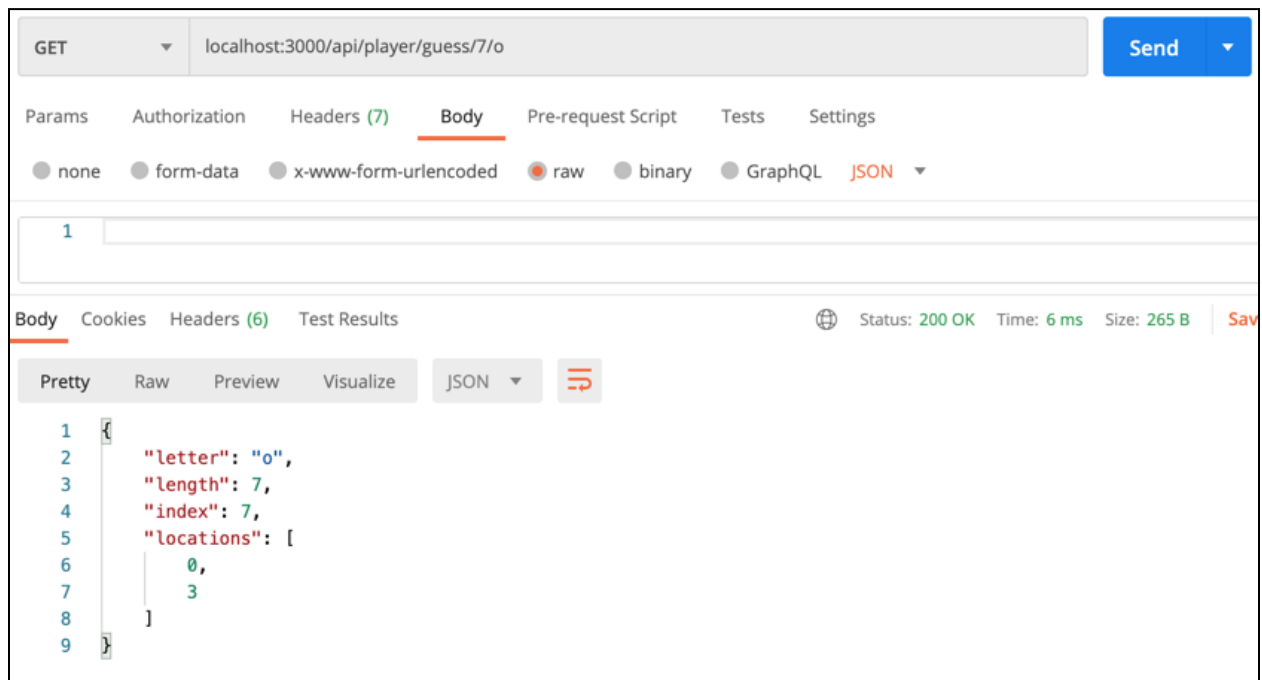 GET localhost:3000/api/player/guess/7/o Send
Params Authorization Headers (7) Body Pre-request Script Tests Settings
none form-data x-www-form-urlencoded raw binary GraphQL JSON
1
Body Cookies Headers (6) Test Results Status: 200 OK Time: 6 ms Size: 265 B Sav
Pretty Raw Preview Visualize JSON
1 {
2 "letter": "o",
3 "length": 7,
4 "index": 7,
5 "locations": [
6 0,
7 3
8 ]
9 }